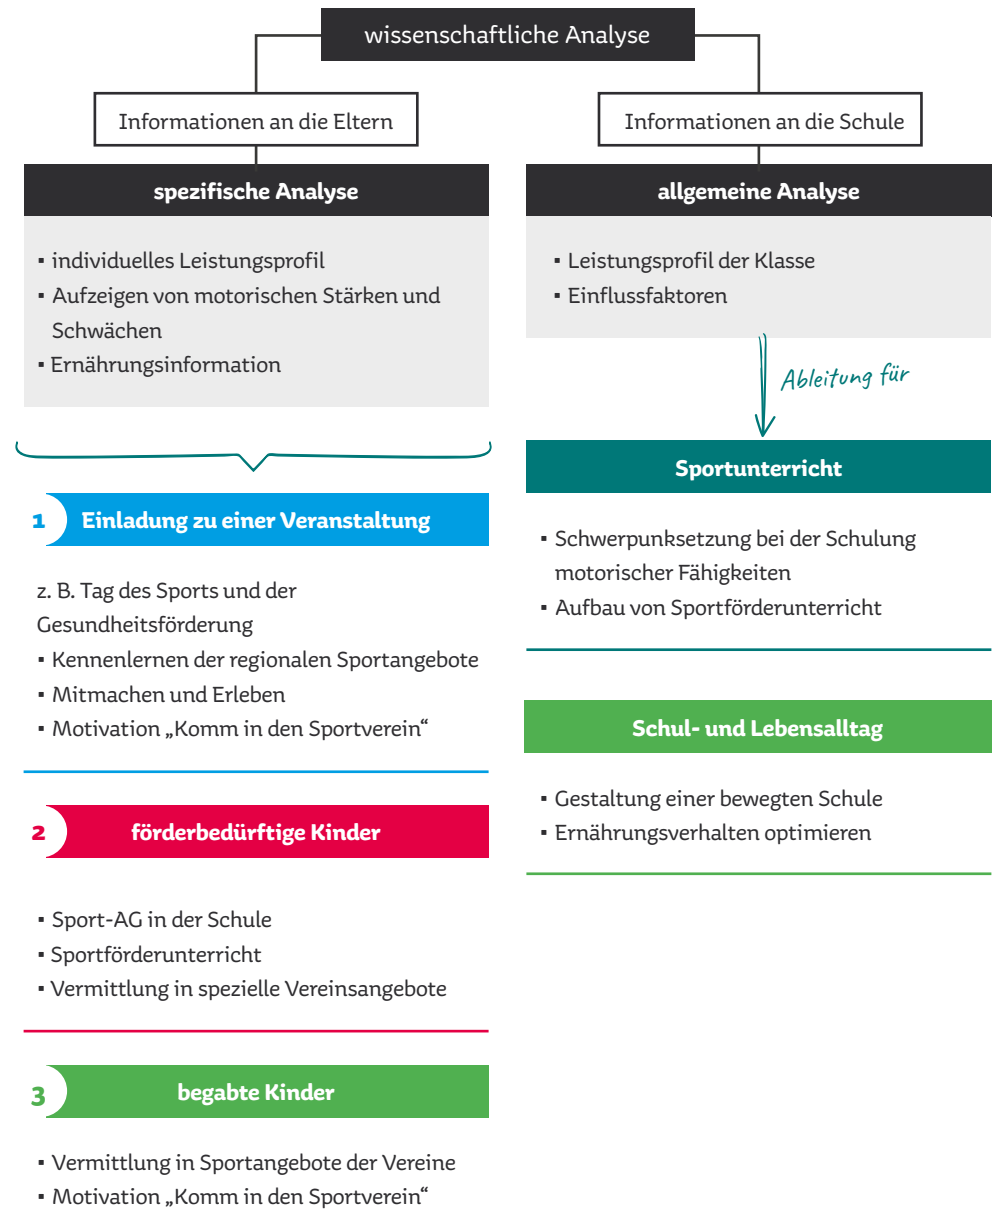 wissenschaftliche Analyse
Informationen an die Eltern
spezifische Analyse
▪ individuelles Leistungsprofil
▪ Aufzeigen von motorischen Stärken und
Schwächen
▪ Ernährungsinformation
1 Einladung zu einer Veranstaltung
z. B. Tag des Sports und der
Gesundheitsförderung
▪ Kennenlernen der regionalen Sportangebote
▪ Mitmachen und Erleben
▪ Motivation „Komm in den Sportverein“
2 förderbedürftige Kinder
▪ Sport-AG in der Schule
▪ Sportförderunterricht
▪ Vermittlung in spezielle Vereinsangebote
3 begabte Kinder
▪ Vermittlung in Sportangebote der Vereine
▪ Motivation „Komm in den Sportverein“
Informationen an die Schule
allgemeine Analyse
▪ Leistungsprofil der Klasse
▪ Einflussfaktoren
Ableitung für
Sportunterricht
▪ Schwerpunksetzung bei der Schulung
motorischer Fähigkeiten
▪ Aufbau von Sportförderunterricht
Schul- und Lebensalltag
▪ Gestaltung einer bewegten Schule
▪ Ernährungsverhalten optimieren